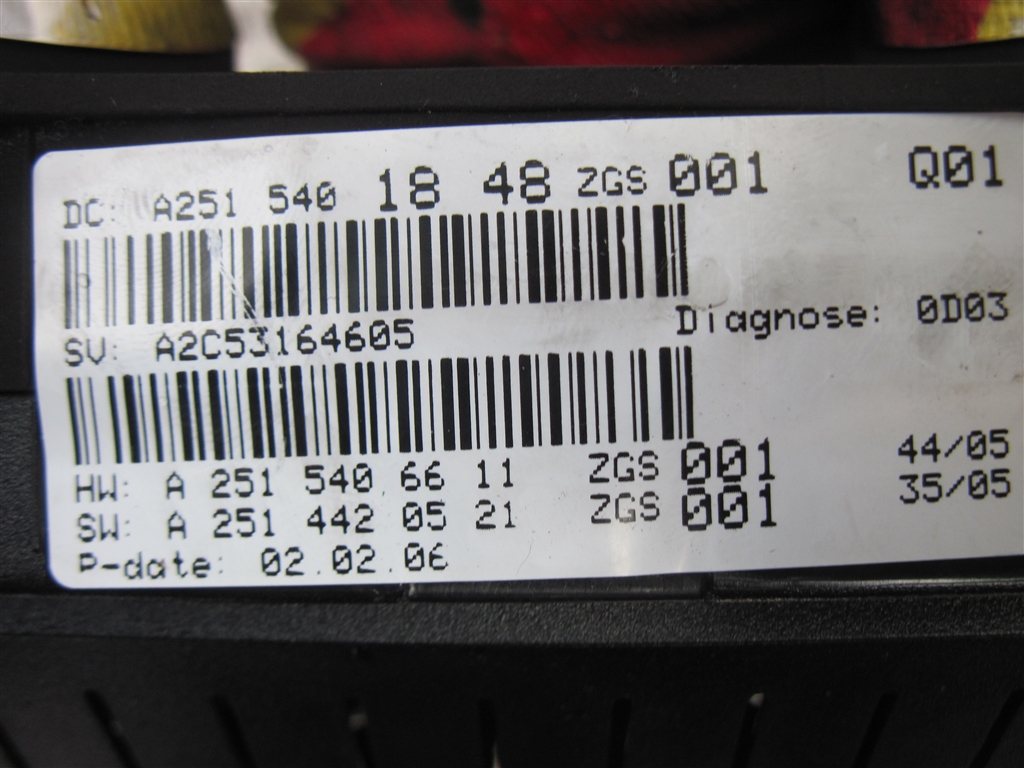 DC: A251 540 18 48 ZGS 001 Q01
SV: A2C53164605 Diagnose: 0D03
HW: A 251 540 66 11 ZGS 001 44/05
SW: A 251 442 05 21 ZGS 001 35/05
P-date: 02.02.06